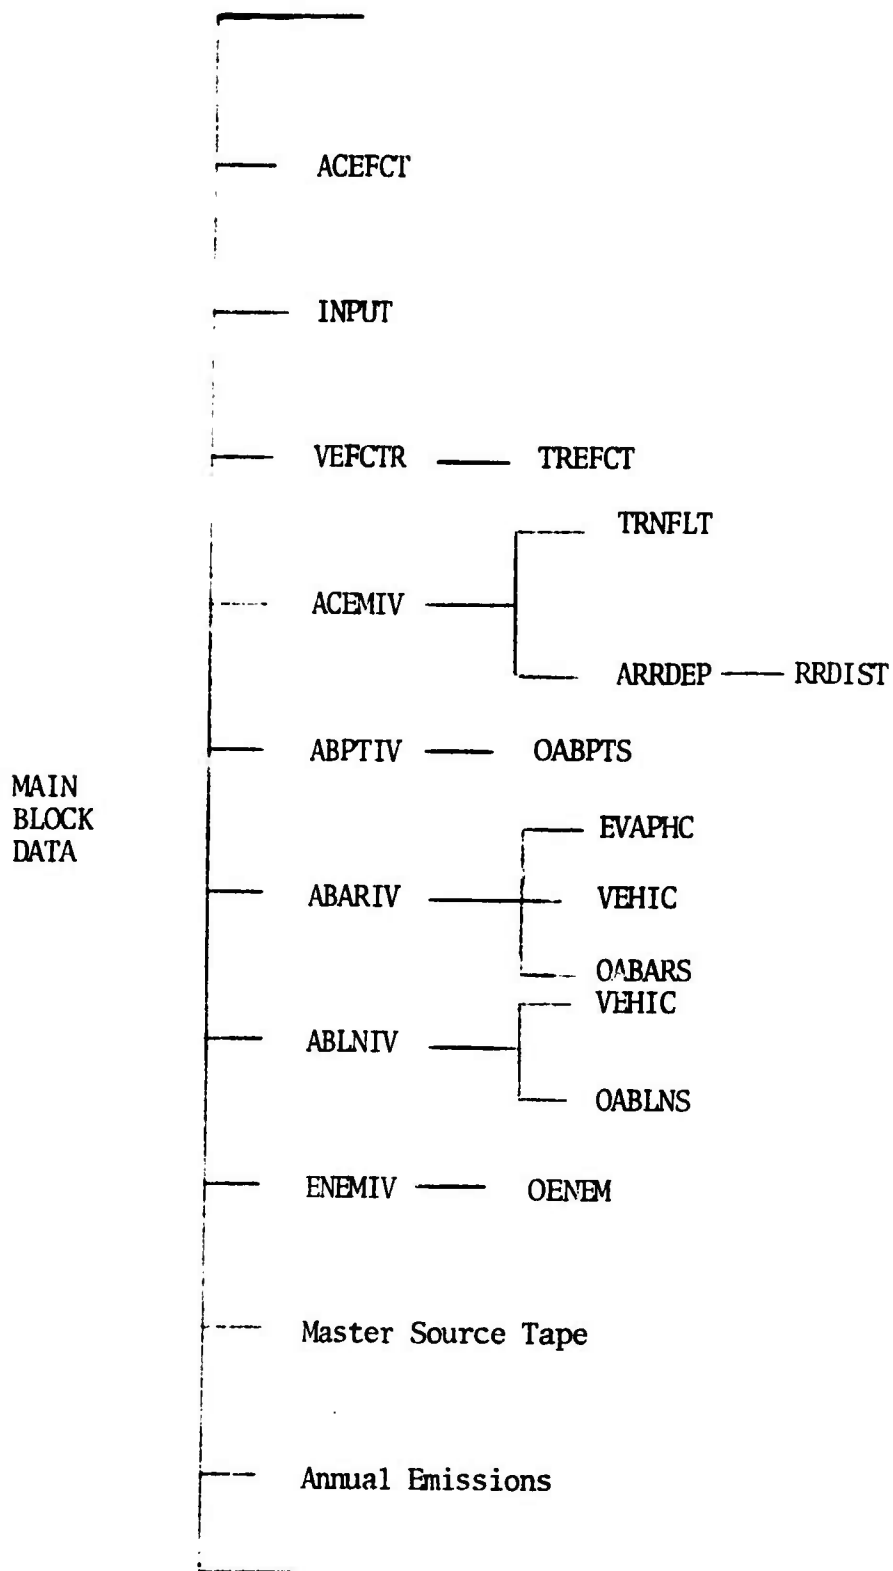 ACEFCT
INPUT
VEFCTR TREFCT
TRNFLT
ACEMIV
ARRDEP RRDIST
ABPTIV OABPTS
MAIN
BLOCK
DATA
EVAPHC
ABARIV VEHIC
OABARS
VEHIC
ABLNIV
OABLNS
ENEMIV OENEM
Master Source Tape
Annual Emissions